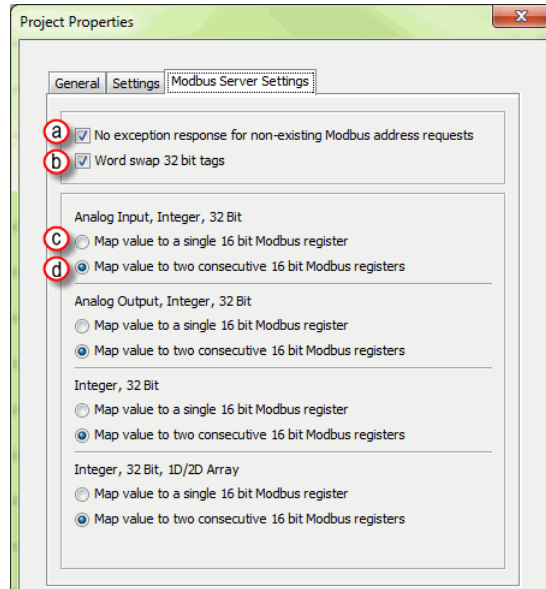 Project Properties
x
General Settings Modbus Server Settings
a No exception response for non-existing Modbus address requests
b Word swap 32 bit tags
Analog Input, Integer, 32 Bit
c Map value to a single 16 bit Modbus register
d Map value to two consecutive 16 bit Modbus registers
Analog Output, Integer, 32 Bit
Map value to a single 16 bit Modbus register
Map value to two consecutive 16 bit Modbus registers
Integer, 32 Bit
Map value to a single 16 bit Modbus register
Map value to two consecutive 16 bit Modbus registers
Integer, 32 Bit, 1D/2D Array
Map value to a single 16 bit Modbus register
Map value to two consecutive 16 bit Modbus registers